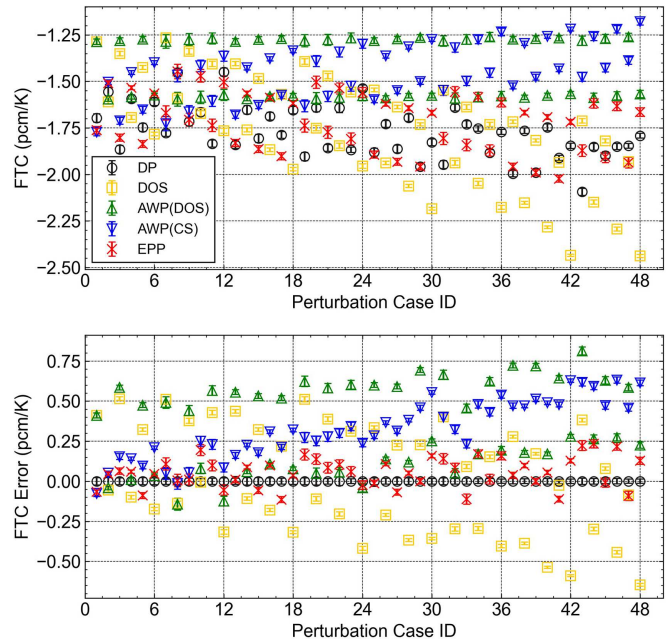 FTC (pcm/K)
−1.25
−1.50
−1.75
−2.00
−2.25
−2.50
DP
DOS
AWP(DOS)
AWP(CS)
EPP
0 6 12 18 24 30 36 42 48
Perturbation Case ID
FTC Error (pcm/K)
0.75
0.50
0.25
0.00
−0.25
−0.50
0 6 12 18 24 30 36 42 48
Perturbation Case ID